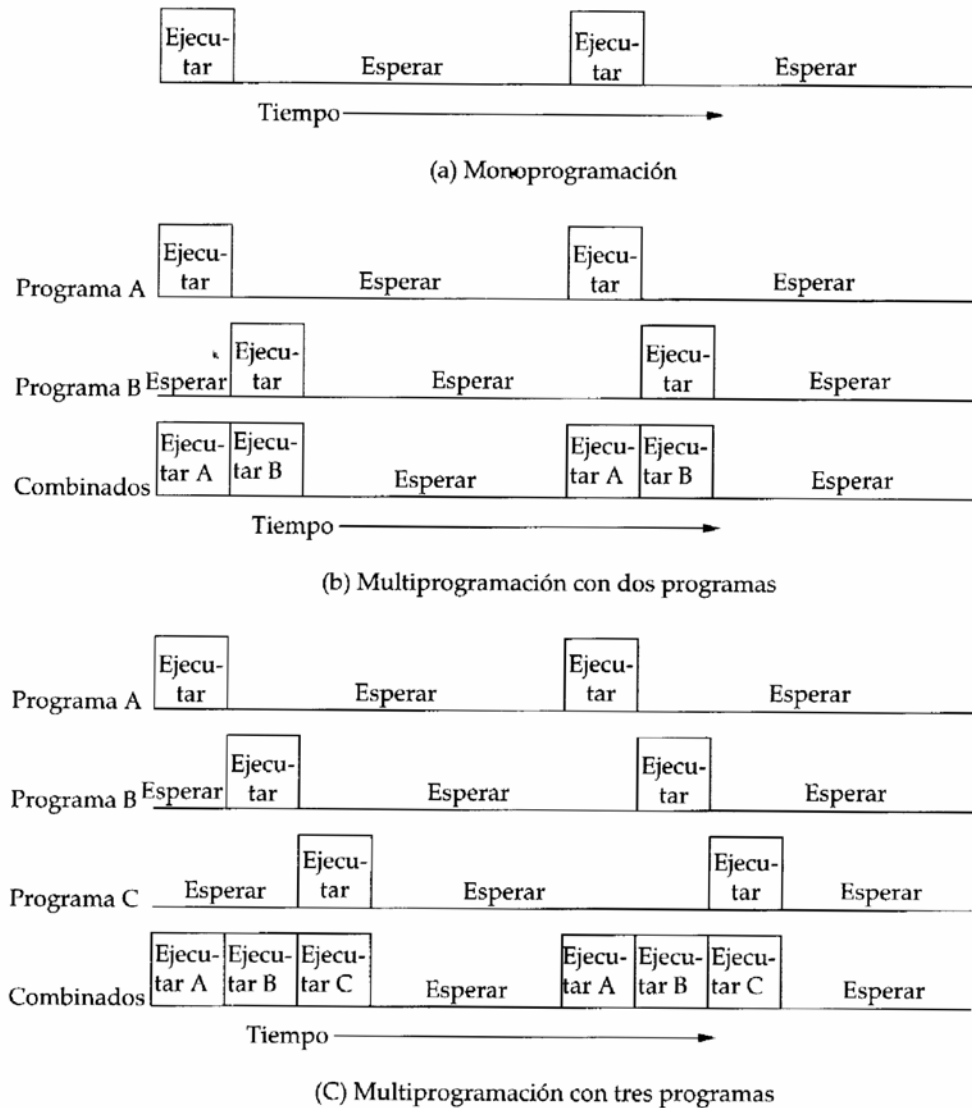 Ejecu-
tar
Esperar
Ejecu-
tar
Esperar
Tiempo
(a) Monoprogramación
Programa A
Ejecu-
tar
Esperar
Ejecu-
tar
Esperar
Programa B
Esperar
Ejecu-
tar
Esperar
Ejecu-
tar
Esperar
Combinados
Ejecu-
tar A
Ejecu-
tar B
Esperar
Ejecu-
tar A
Ejecu-
tar B
Esperar
Tiempo
(b) Multiprogramación con dos programas
Programa A
Ejecu-
tar
Esperar
Ejecu-
tar
Esperar
Programa B
Esperar
Ejecu-
tar
Esperar
Ejecu-
tar
Esperar
Programa C
Esperar
Ejecu-
tar
Esperar
Ejecu-
tar
Esperar
Combinados
Ejecu-
tar A
Ejecu-
tar B
Ejecu-
tar C
Esperar
Ejecu-
tar A
Ejecu-
tar B
Ejecu-
tar C
Esperar
Tiempo
(C) Multiprogramación con tres programas